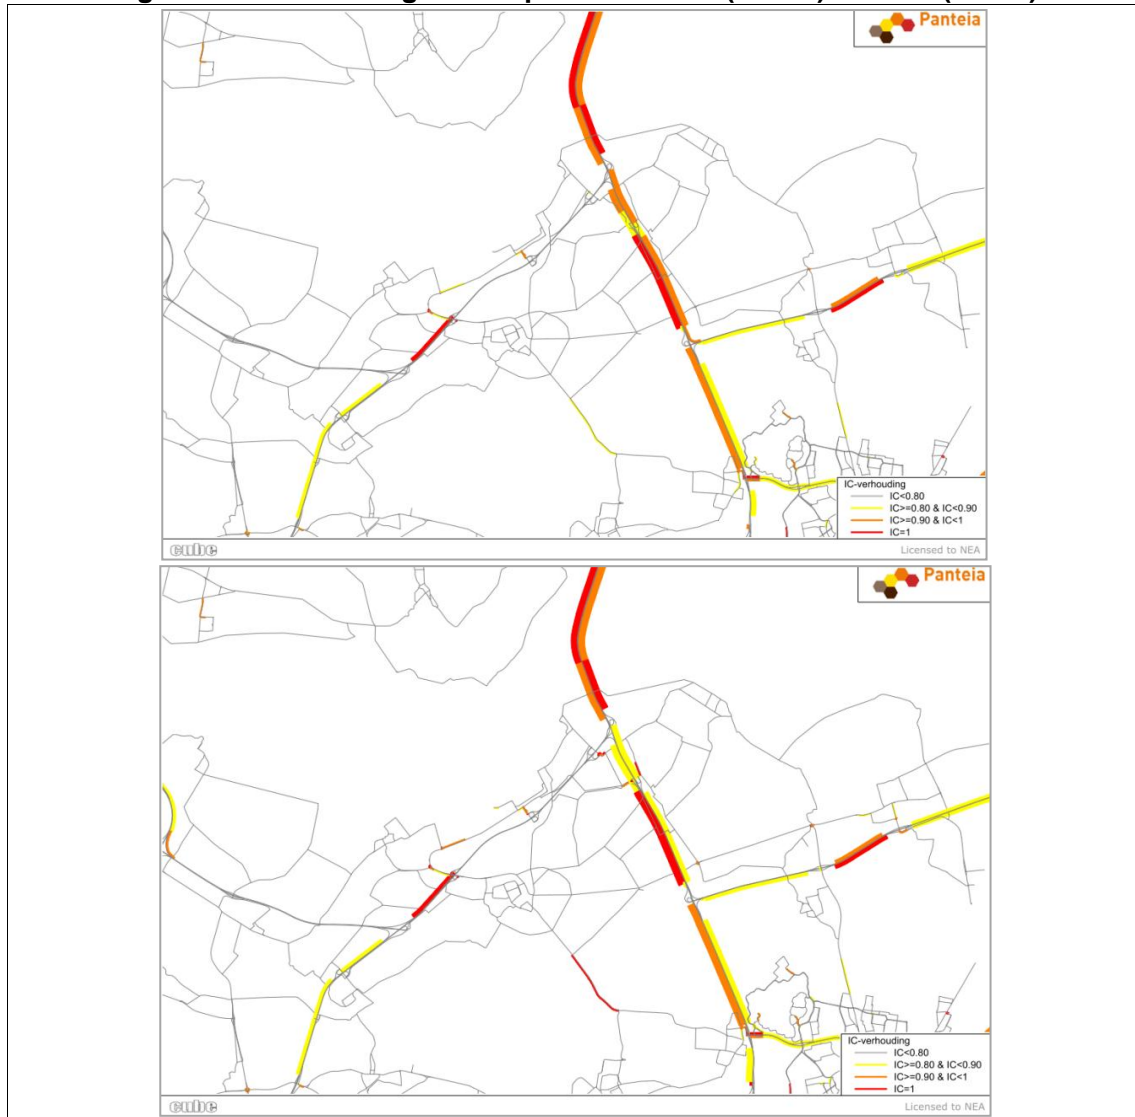 Panteia
IC-verhouding
IC<0.80
IC>=0.80 & IC<0.90
IC>=0.90 & IC<1
IC=1
cube
Licensed to NEA
Panteia
IC-verhouding
IC<0.80
IC>=0.80 & IC<0.90
IC>=0.90 & IC<1
IC=1
cube
Licensed to NEA